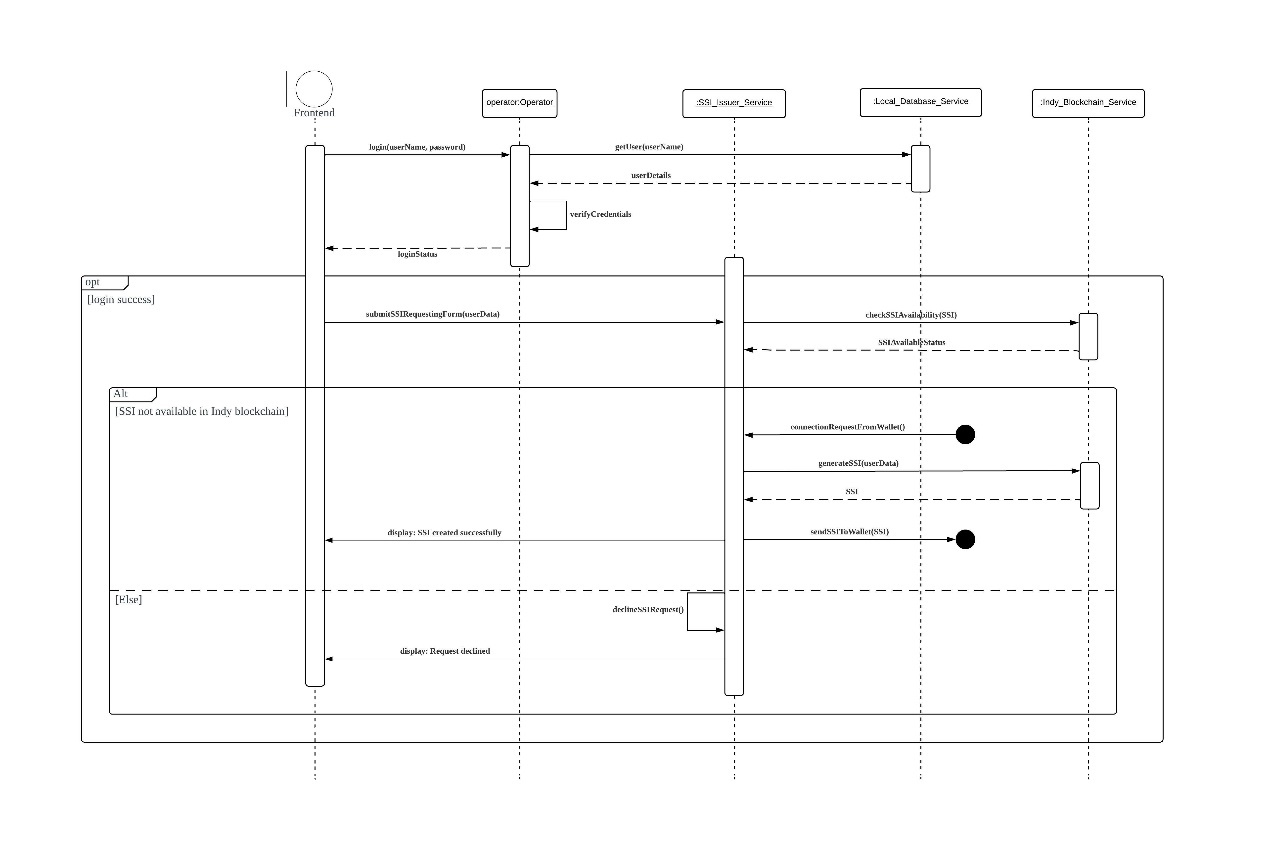 Frontend
operator:Operator
:SSI_Issuer_Service
:Local_Database_Service
:Indy_Blockchain_Service
login(userName, password)
getUser(userName)
userDetails
verifyCredentials
loginStatus
opt
[login success]
submitSSIRequestingForm(userData)
checkSSIAvailability(SSI)
SSIAvailableStatus
Alt
[SSI not available in Indy blockchain]
connectionRequestFromWallet()
generateSSI(userData)
SSI
display: SSI created successfully
sendSSIToWallet(SSI)
[Else]
declineSSIRequest()
display: Request declined